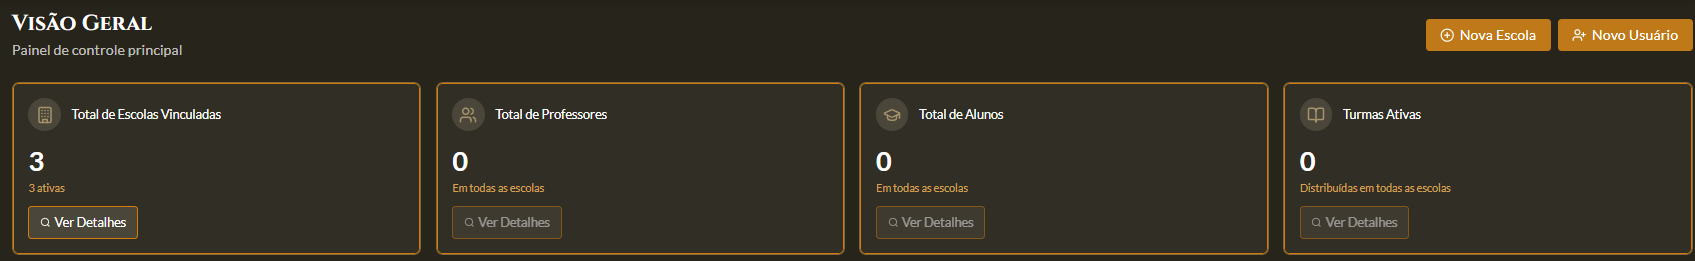 Visão Geral
Painel de controle principal
Nova Escola
Novo Usuário
Total de Escolas Vinculadas
3
3 ativas
Ver Detalhes
Total de Professores
0
Em todas as escolas
Ver Detalhes
Total de Alunos
0
Em todas as escolas
Ver Detalhes
Turmas Ativas
0
Distribuídas em todas as escolas
Ver Detalhes